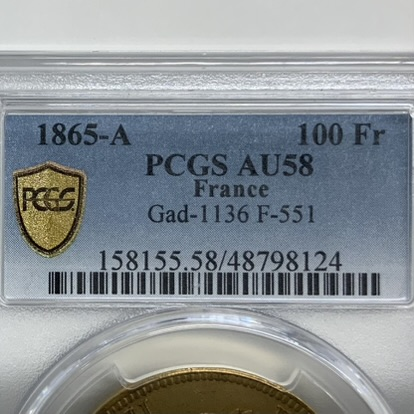 1865-A 100 Fr
PCGS AU58
France
PCGS
Gad-1136 F-551
158155.58/48798124